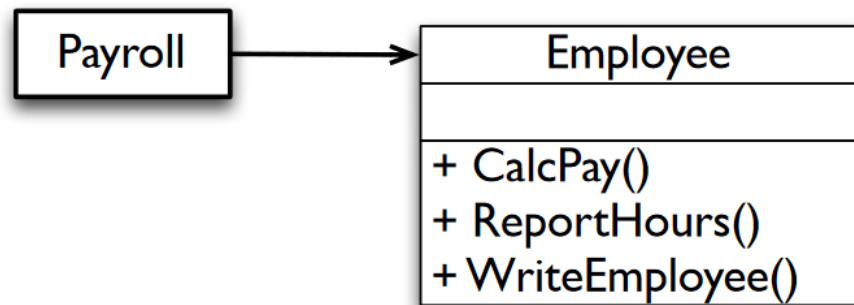 Payroll
Employee
+ CalcPay()
+ ReportHours()
+ WriteEmployee()